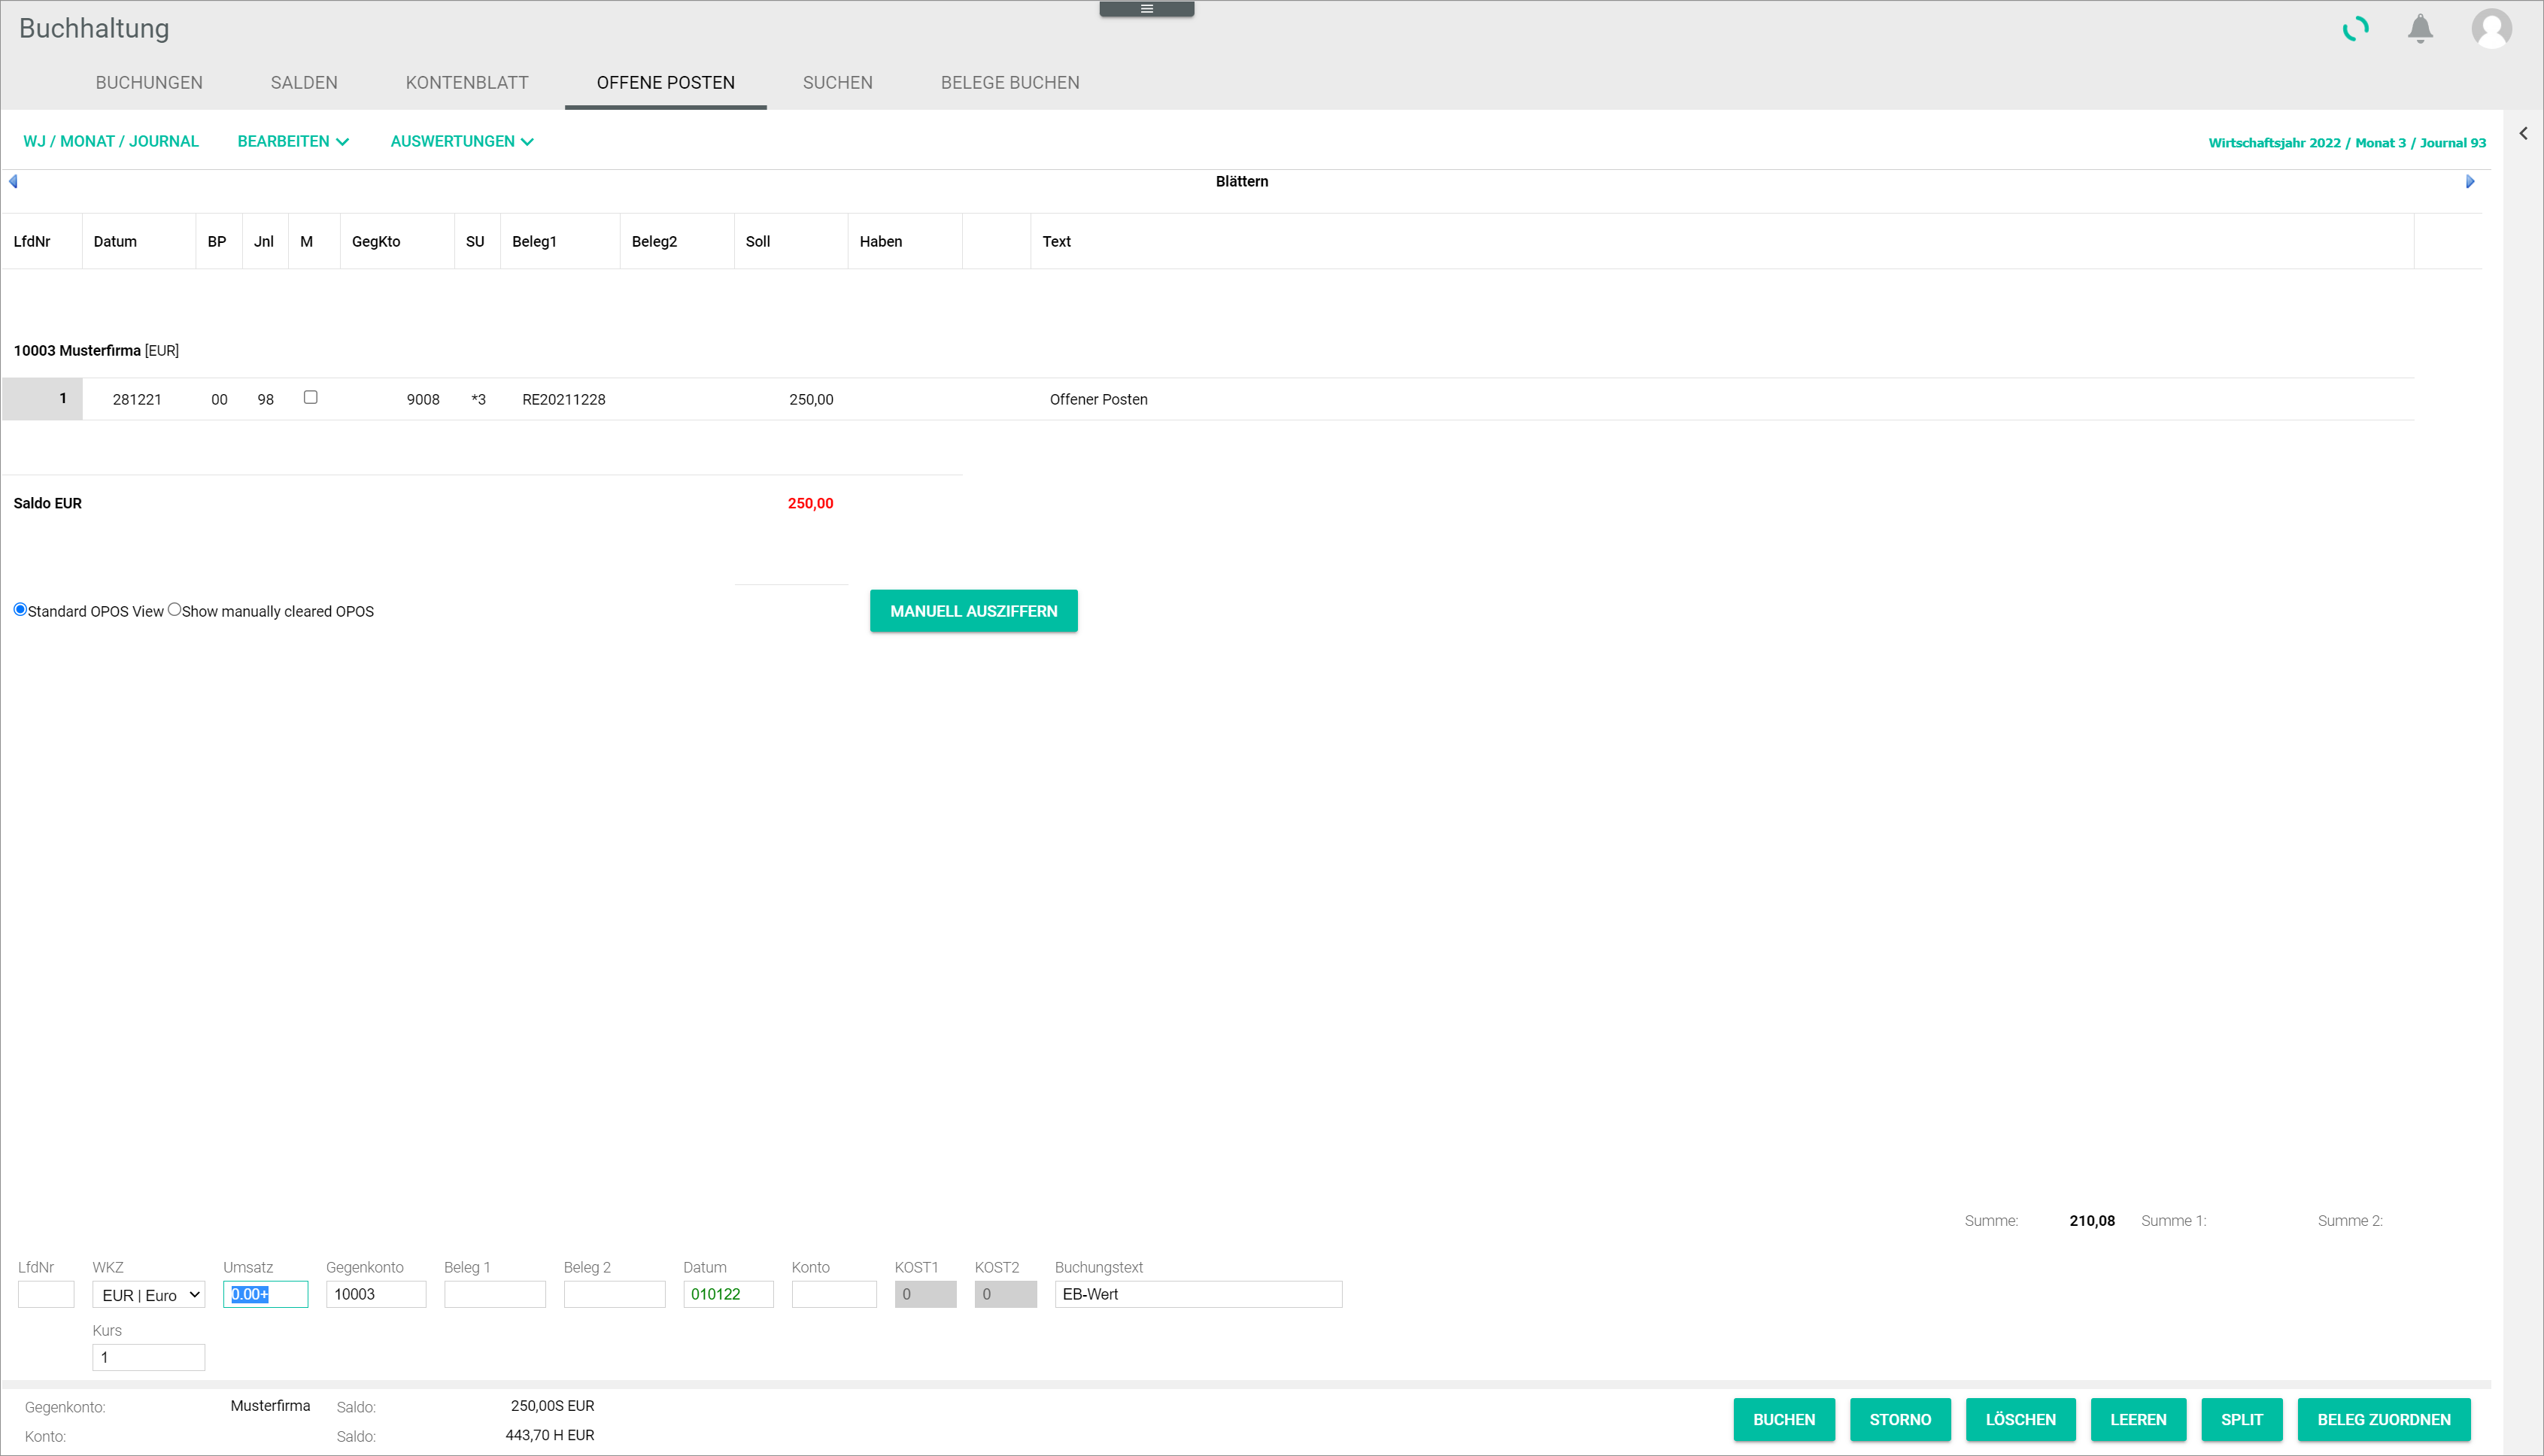 Buchhaltung
BUCHUNGEN SALDEN KONTENBLATT OFFENE POSTEN SUCHEN BELEGE BUCHEN
WJ / MONAT / JOURNAL BEARBEITEN AUSWERTUNGEN Wirtschaftsjahr 2022 / Monat 3 / Journal 93
Blättern
LfdNr Datum BP Jnl M GegKto SU Beleg1 Beleg2 Soll Haben Text
10003 Musterfirma [EUR]
1 281221 00 98 9008 *3 RE20211228 250,00 Offener Posten
Saldo EUR 250,00
Standard OPOS View Show manually cleared OPOS MANUELL AUSZIFFERN
Summe: 210,08 Summe 1: Summe 2:
LfdNr WKZ Umsatz Gegenkonto Beleg 1 Beleg 2 Datum Konto KOST1 KOST2 Buchungstext
EUR | Euro 0.00+ 10003 010122 0 0 EB-Wert
Kurs
1
Gegenkonto: Musterfirma Saldo: 250,00S EUR
Konto: Saldo: 443,70 H EUR
BUCHEN STORNO LÖSCHEN LEEREN SPLIT BELEG ZUORDNEN